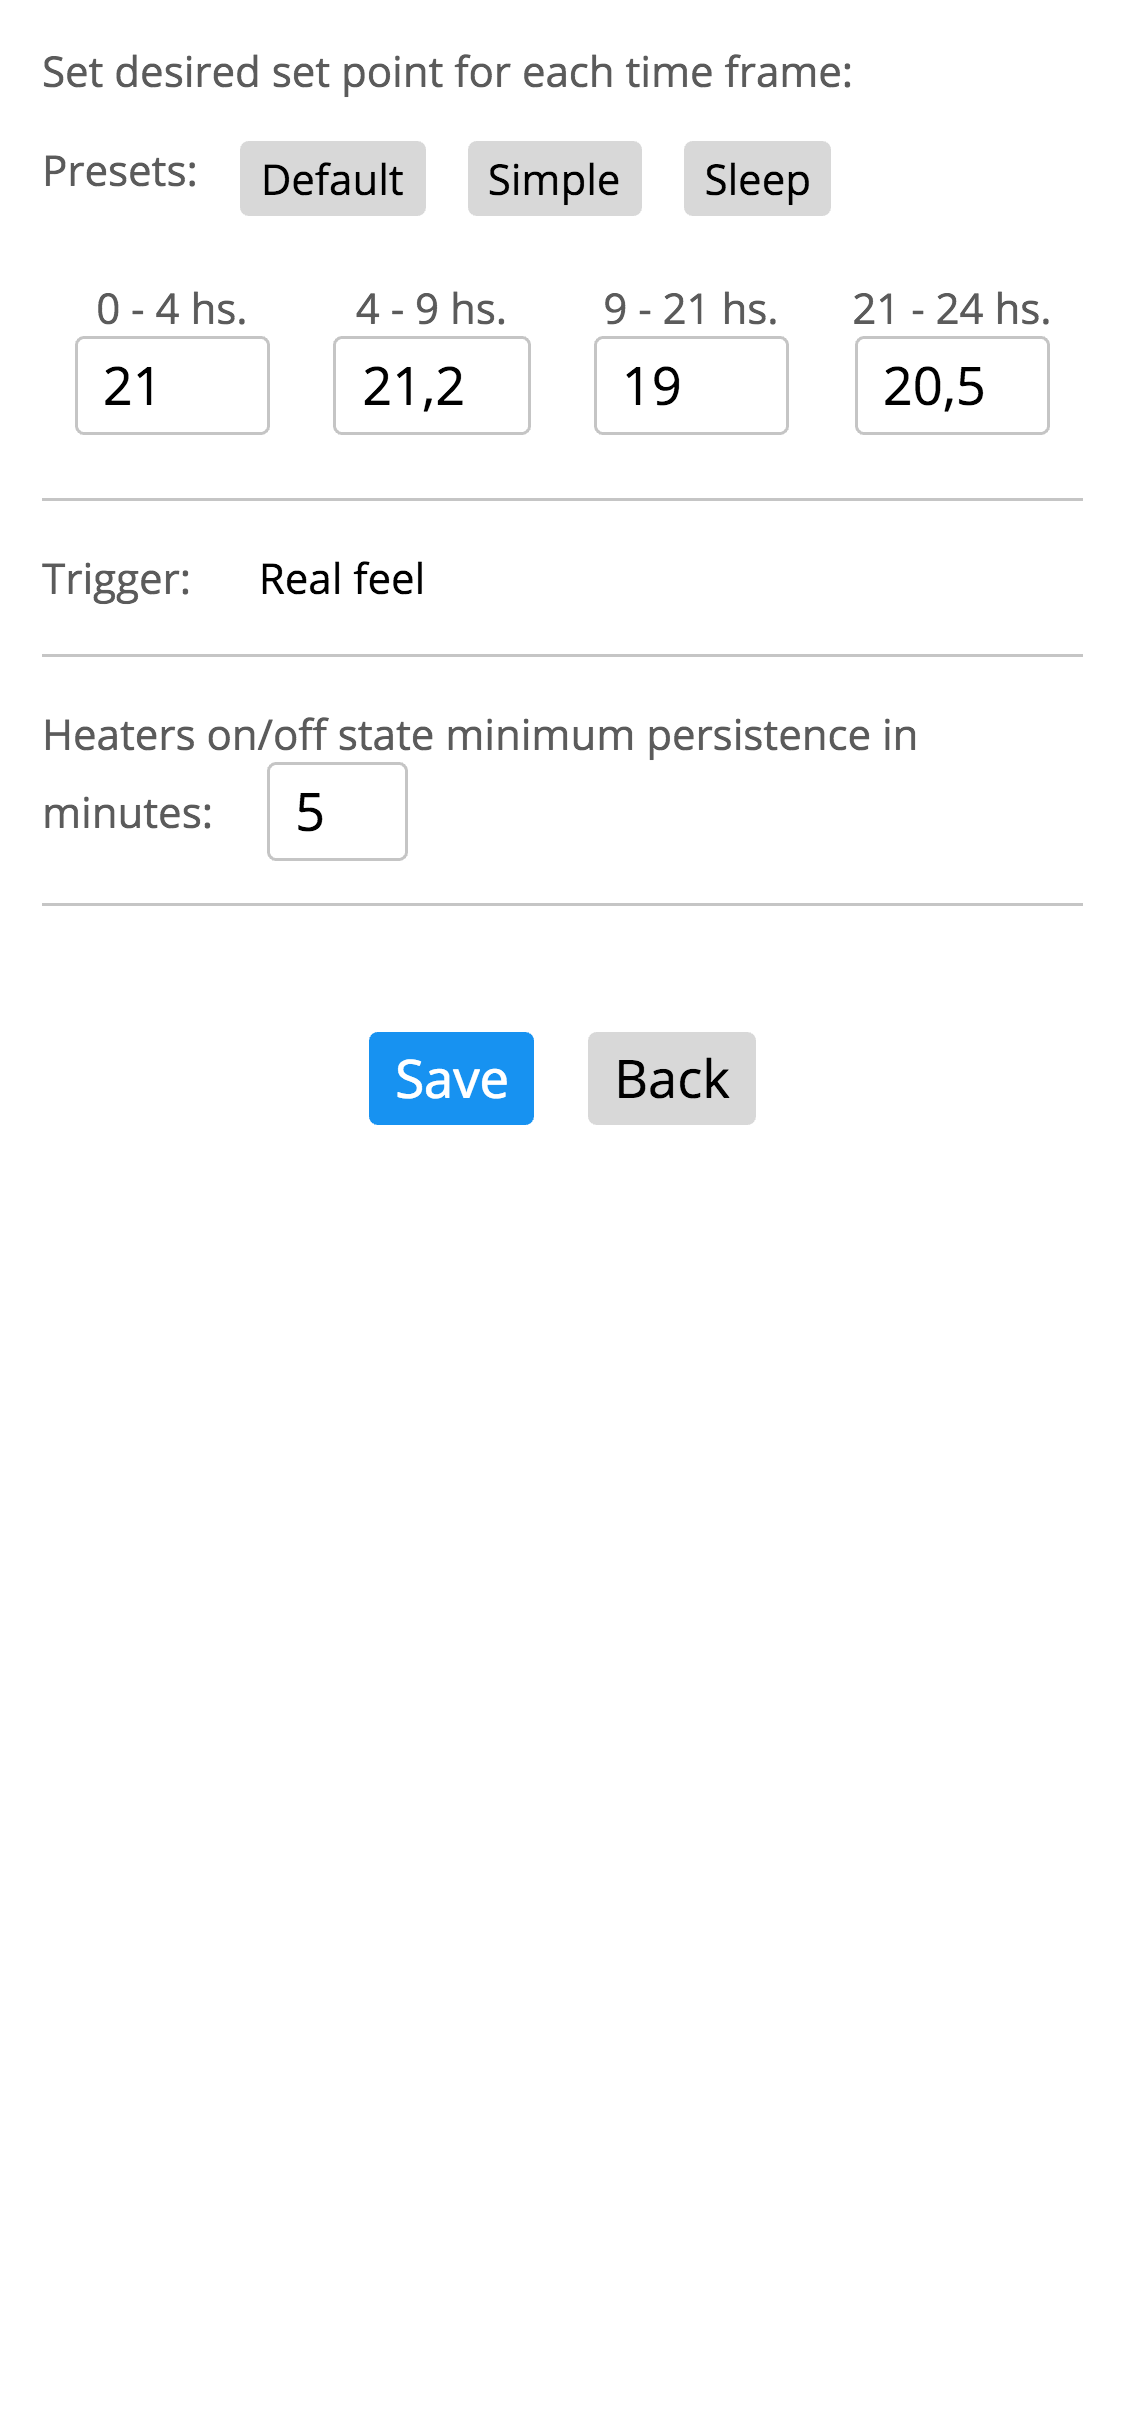 Set desired set point for each time frame:
Presets: Default Simple Sleep
0 - 4 hs. 4 - 9 hs. 9 - 21 hs. 21 - 24 hs.
21 21,2 19 20,5
Trigger: Real feel
Heaters on/off state minimum persistence in
minutes: 5
Save Back